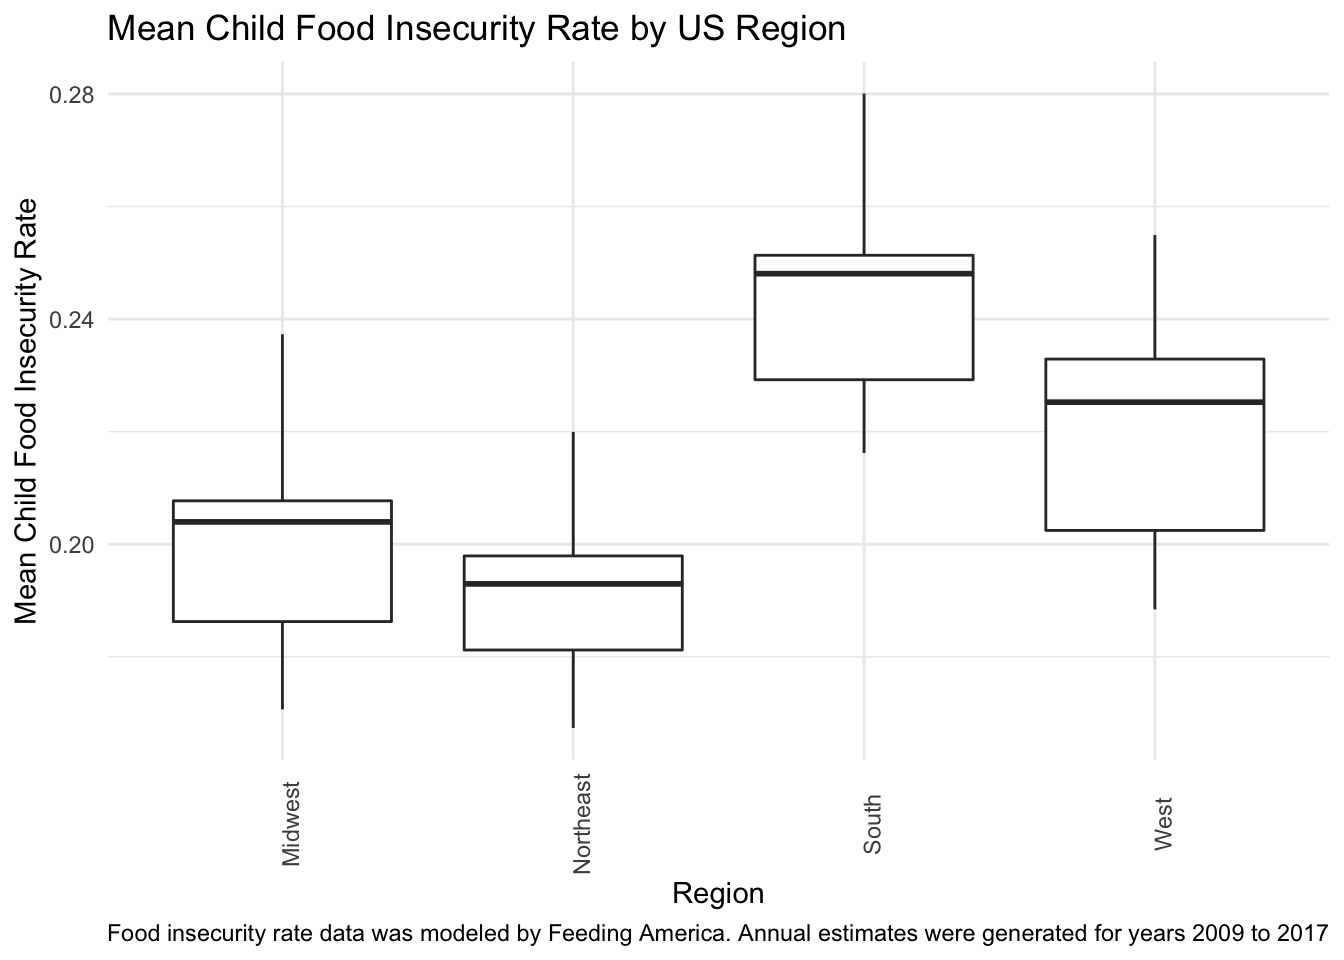 Mean Child Food Insecurity Rate by US Region
Mean Child Food Insecurity Rate
0.28
0.24
0.20
Midwest
Northeast
South
West
Region
Food insecurity rate data was modeled by Feeding America. Annual estimates were generated for years 2009 to 2017